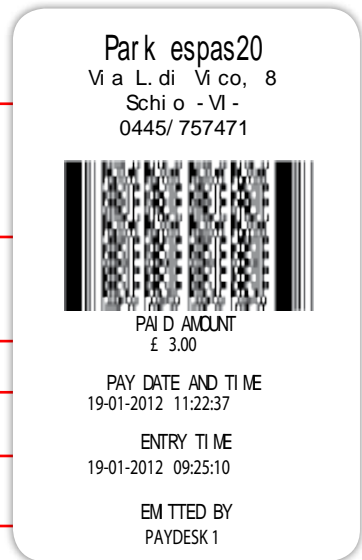 Park espas20
Via L. di Vico, 8
Schio - VI -
0445/757471
PAID AMOUNT
£ 3.00
PAY DATE AND TIME
19-01-2012 11:22:37
ENTRY TIME
19-01-2012 09:25:10
EMITTED BY
PAYDESK 1